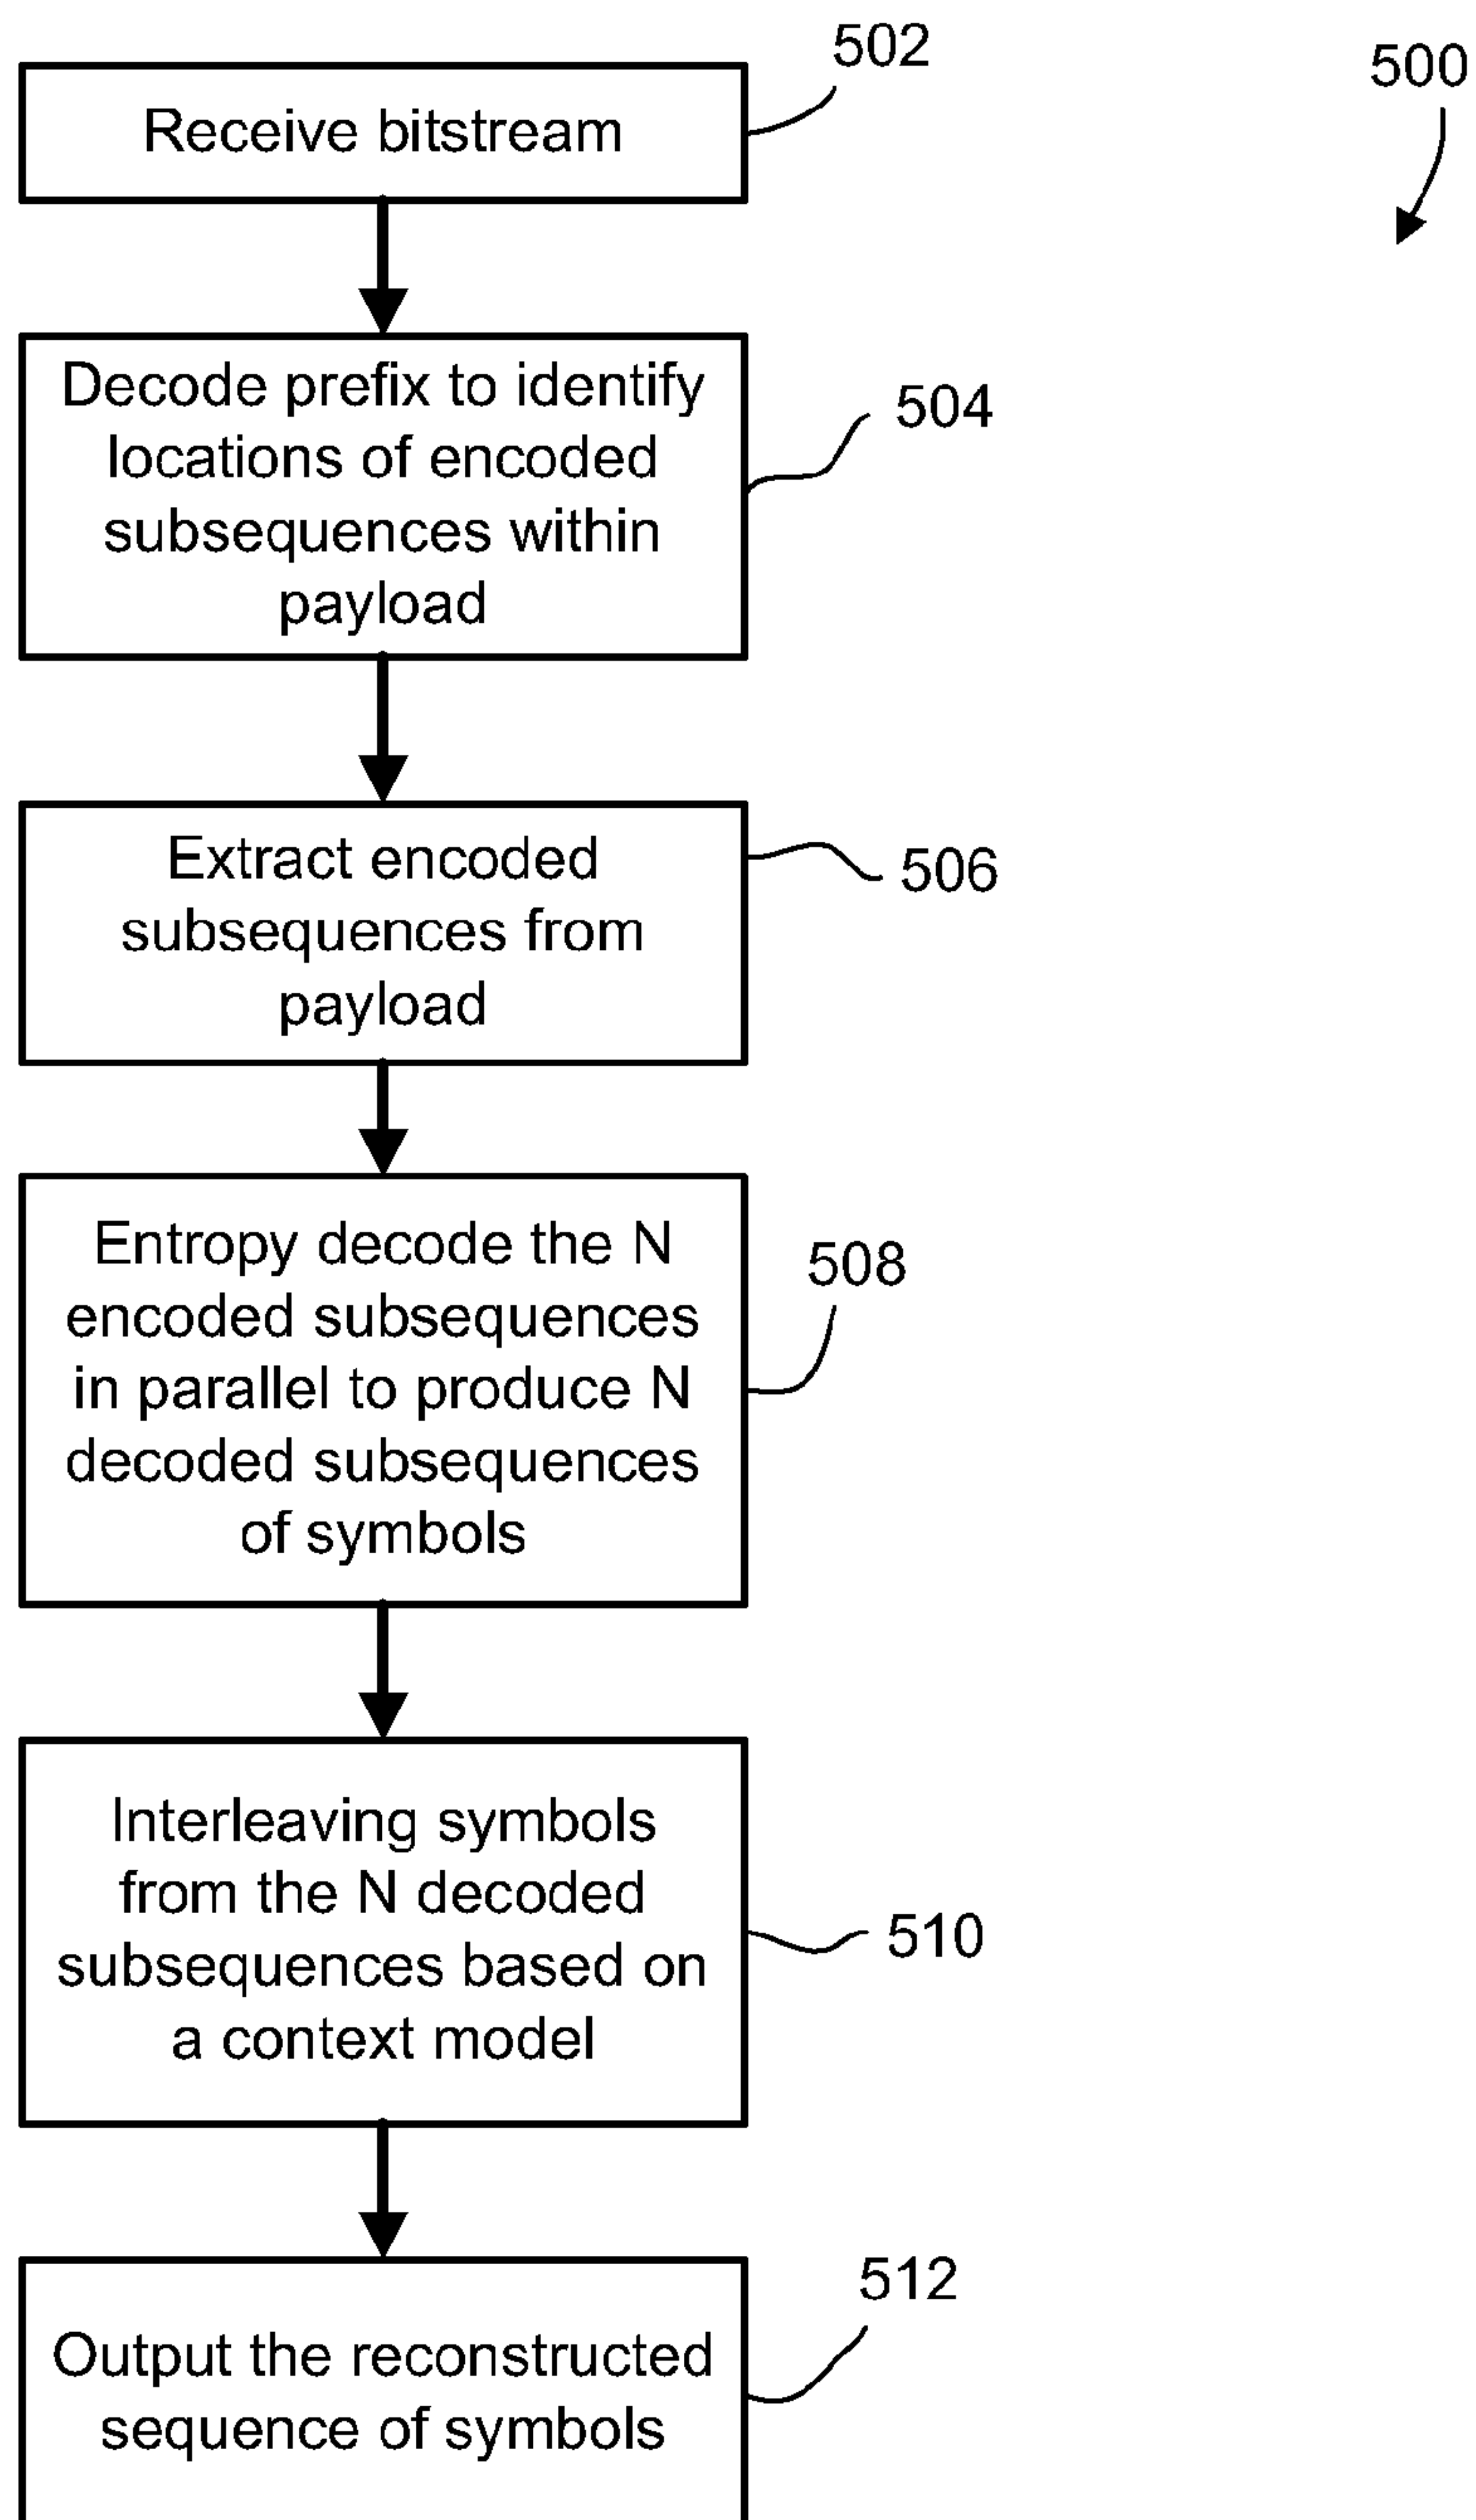 502
500
Receive bitstream
Decode prefix to identify
locations of encoded
subsequences within
payload
504
Extract encoded
subsequences from
payload
506
Entropy decode the N
encoded subsequences
in parallel to produce N
decoded subsequences
of symbols
508
Interleaving symbols
from the N decoded
subsequences based on
a context model
510
512
Output the reconstructed
sequence of symbols